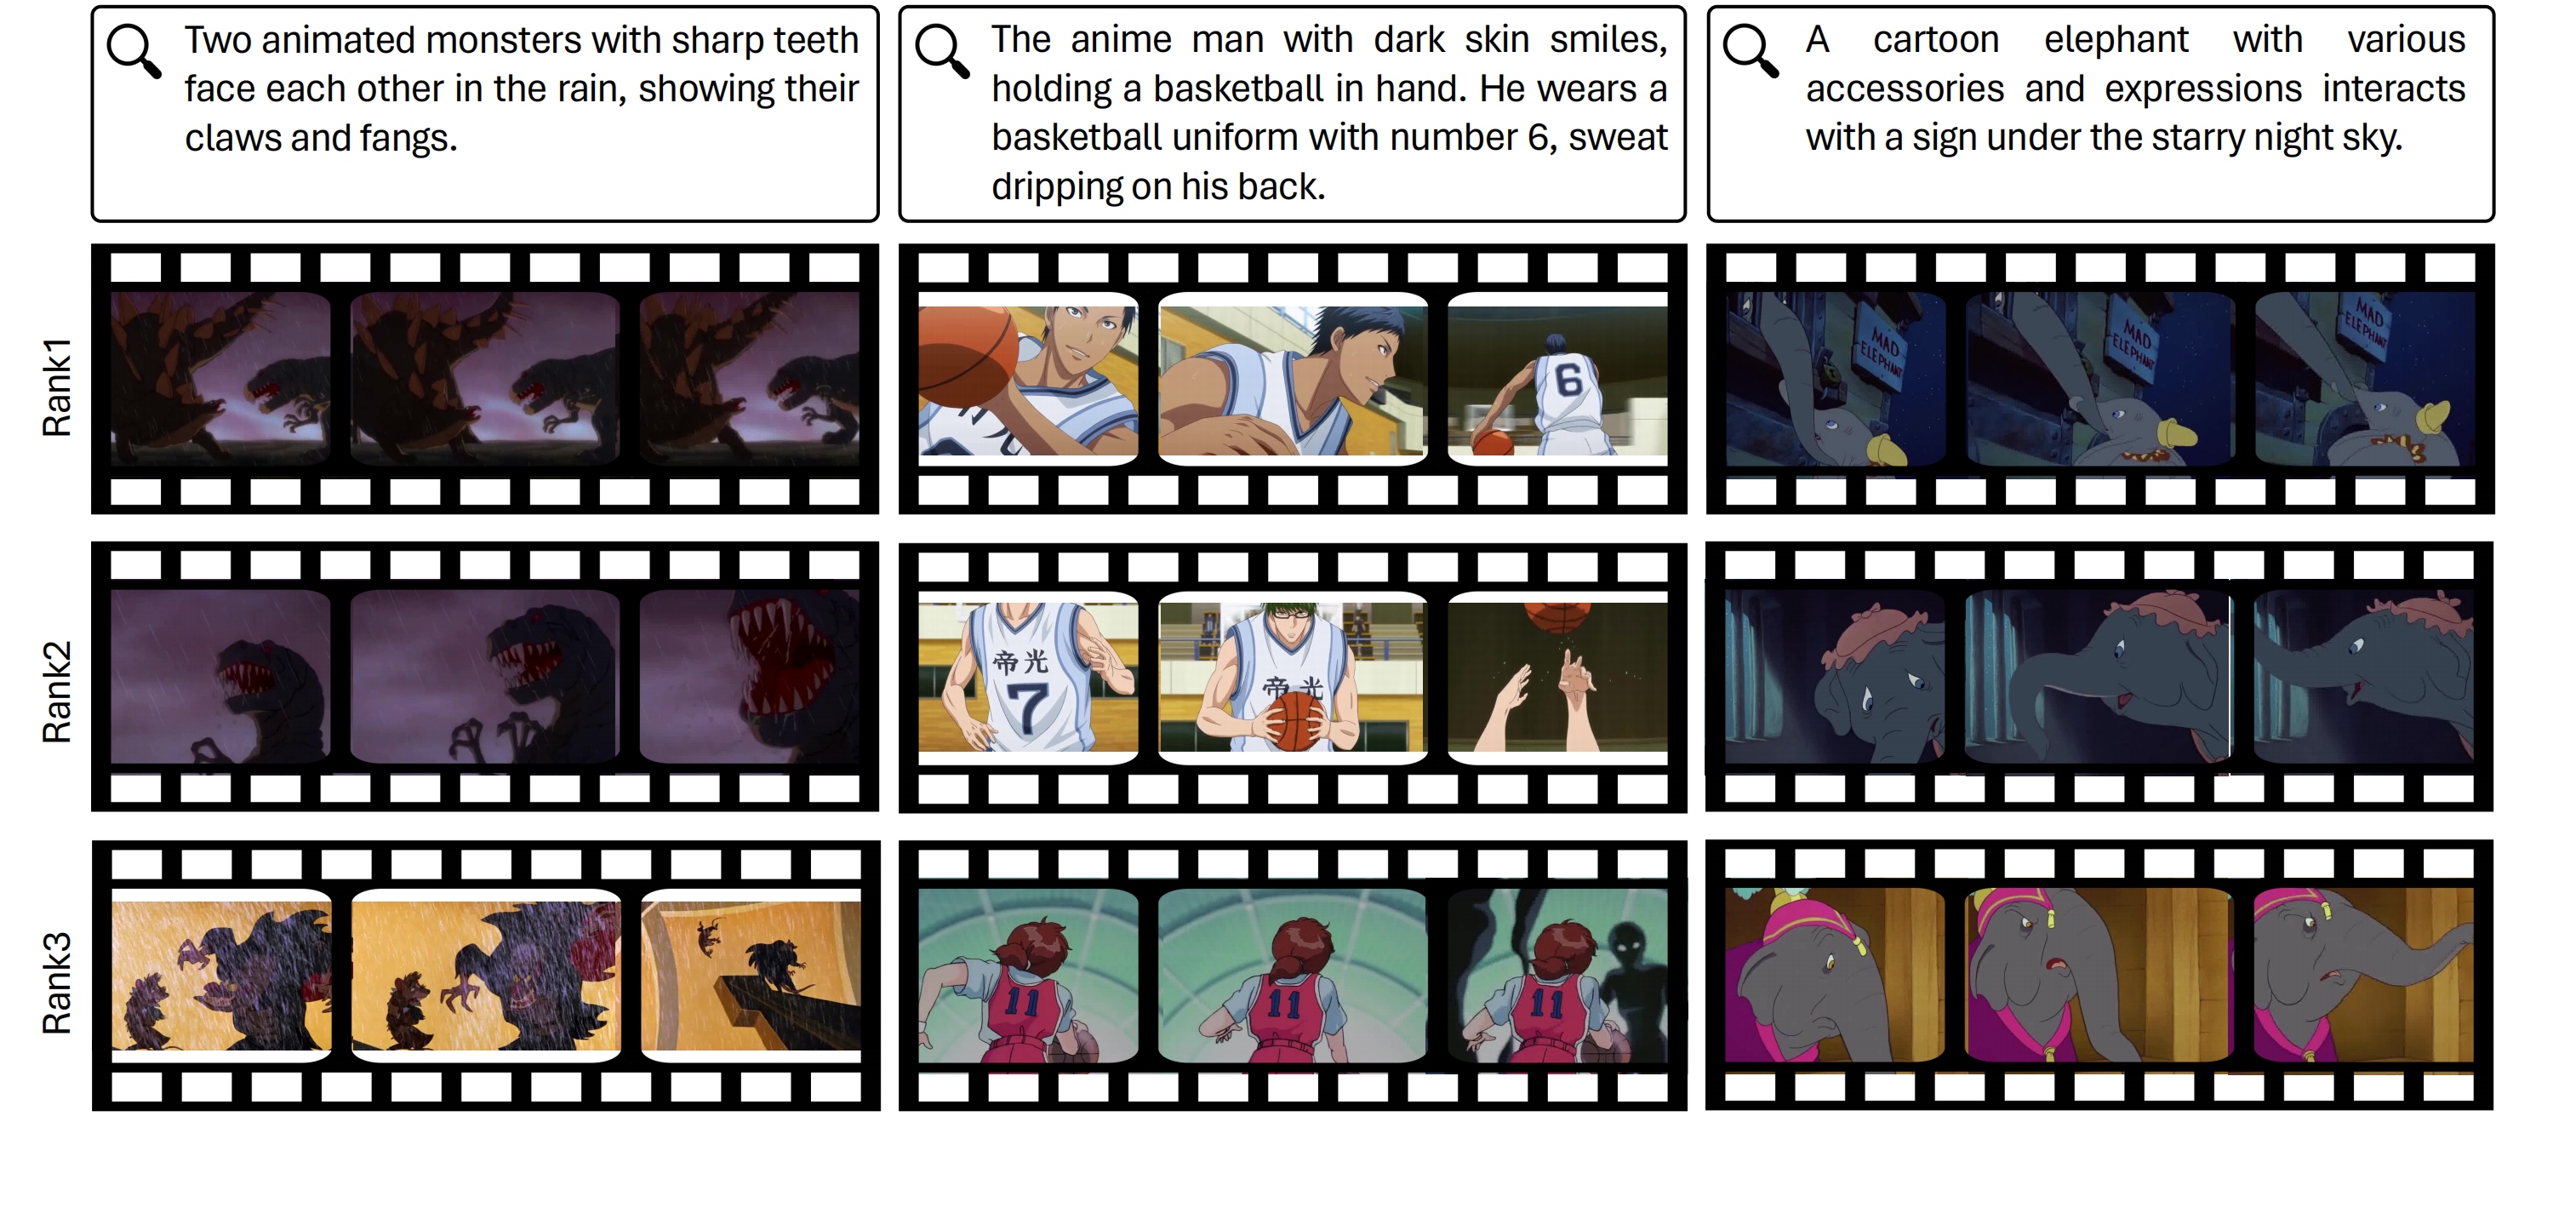 Two animated monsters with sharp teeth
face each other in the rain, showing their
claws and fangs.
The anime man with dark skin smiles,
holding a basketball in hand. He wears a
basketball uniform with number 6, sweat
dripping on his back.
A cartoon elephant with various
accessories and expressions interacts
with a sign under the starry night sky.
Rank1
6
MAD
ELEPHANT
MAD
ELEPHANT
MAD
ELEPHANT
Rank2
帝光
7
帝光
Rank3
11
11
11